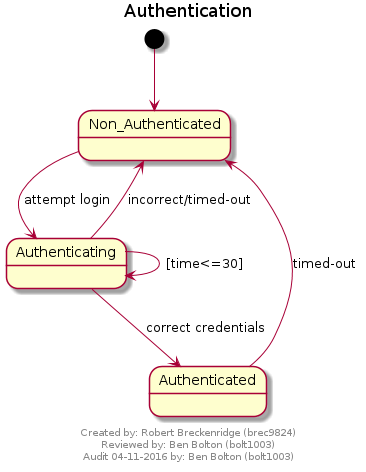 Authentication
Non_Authenticated
attempt login
incorrect/timed-out
Authenticating
[time<=30]
timed-out
correct credentials
Authenticated
Created by: Robert Breckenridge (brec9824)
Reviewed by: Ben Bolton (bolt1003)
Audit 04-11-2016 by: Ben Bolton (bolt1003)